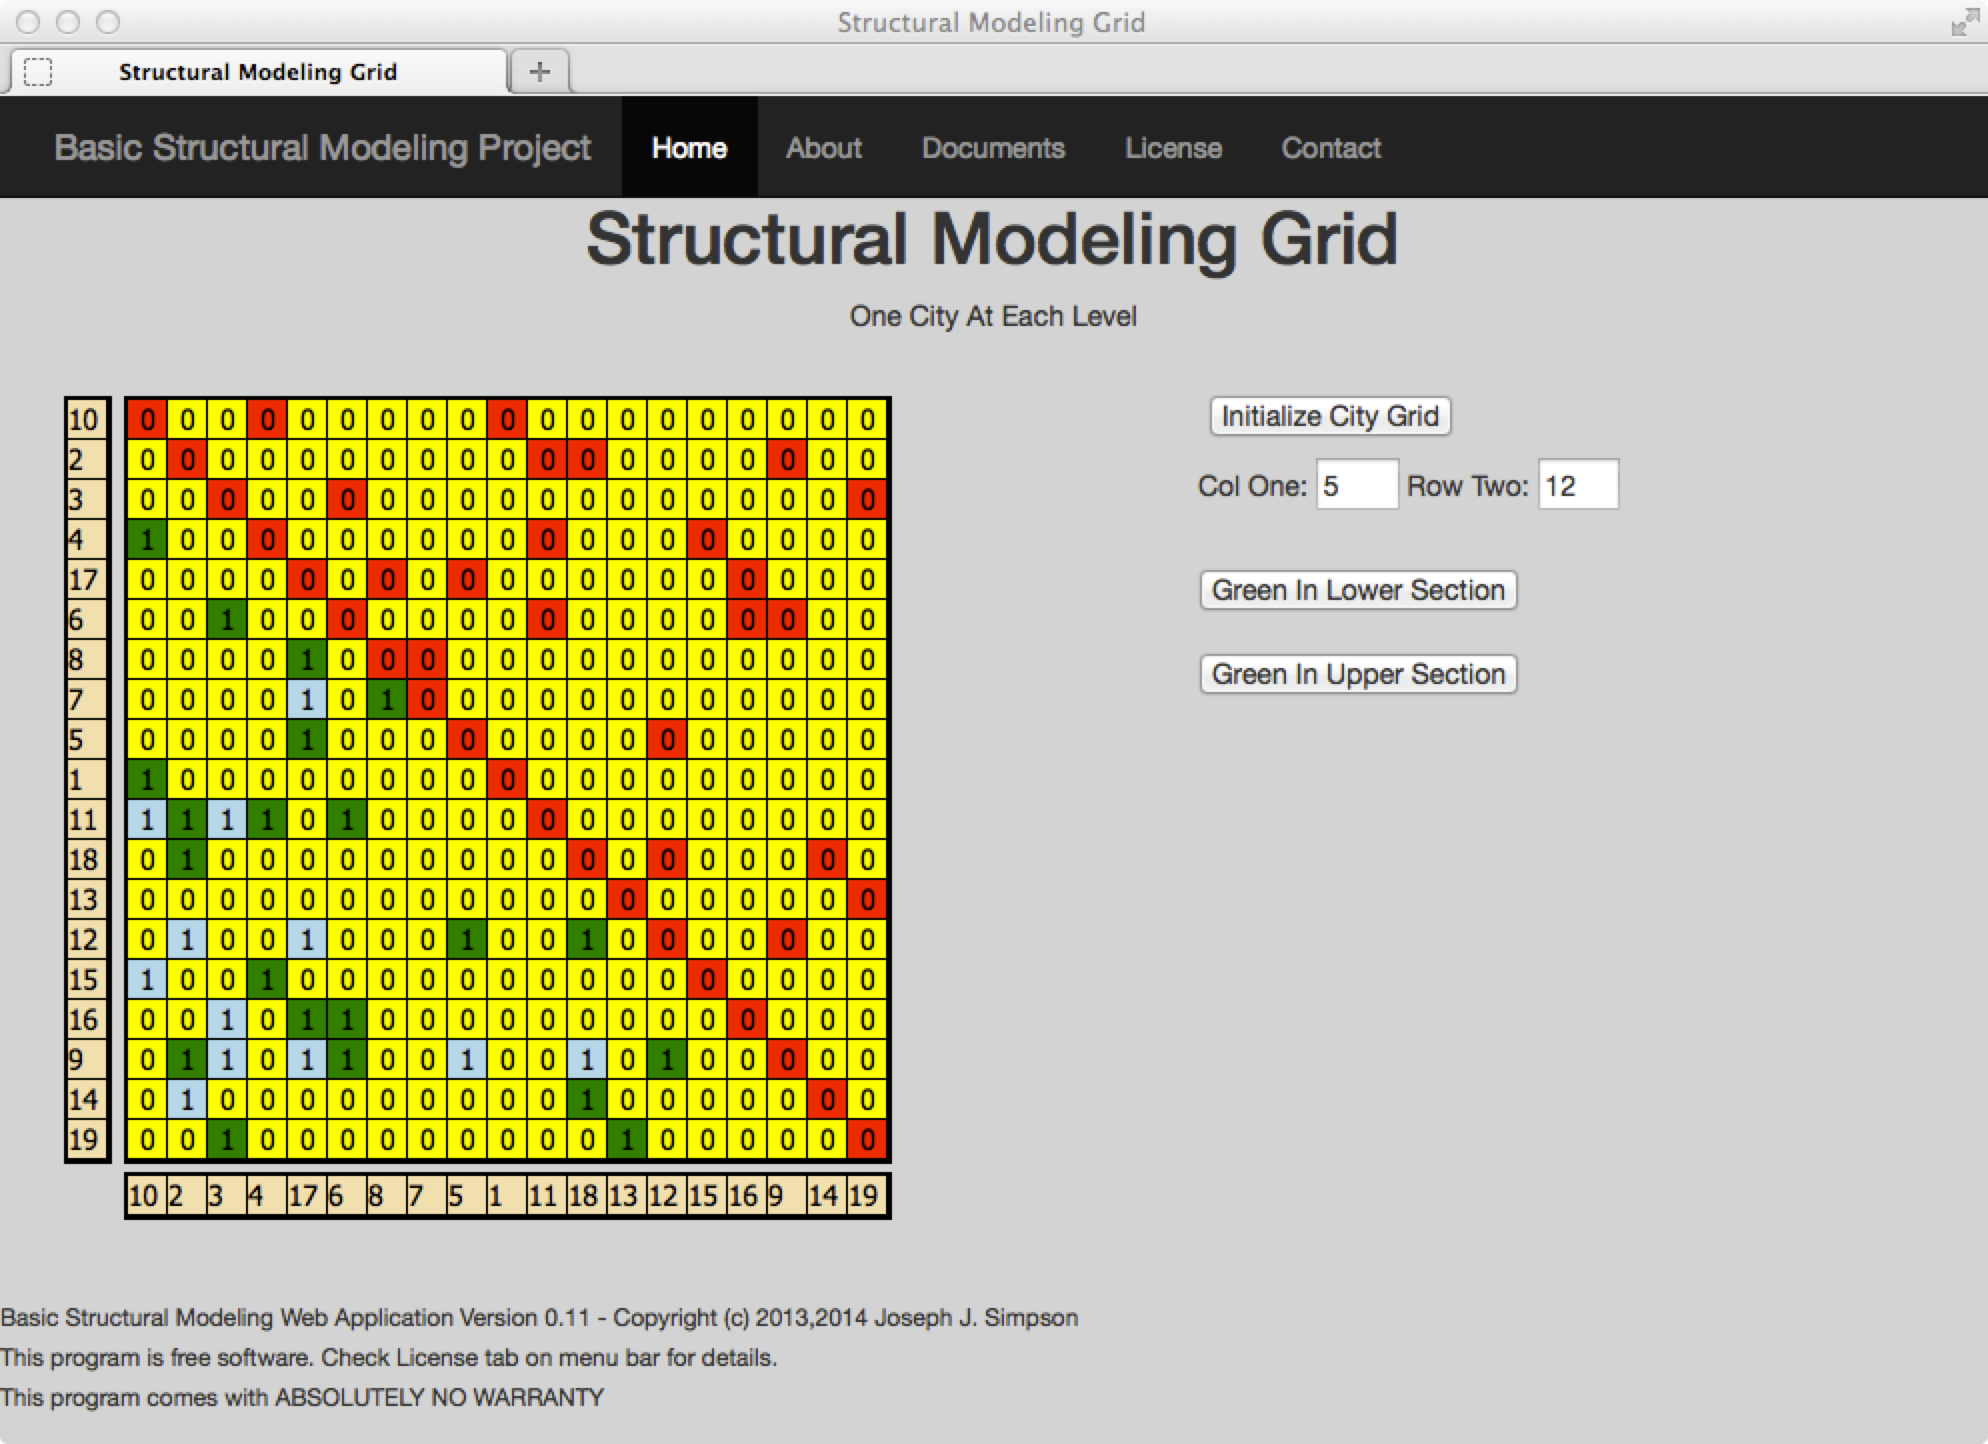 Structural Modeling Grid
Structural Modeling Grid
Basic Structural Modeling Project Home About Documents License Contact
Structural Modeling Grid
One City At Each Level
Initialize City Grid
Col One: 5 Row Two: 12
Green In Lower Section
Green In Upper Section
10 0 0 0 0 0 0 0 0 0 0 0 0 0 0 0 0 0 0 0
2 0 0 0 0 0 0 0 0 0 0 0 0 0 0 0 0 0 0 0
3 0 0 0 0 0 0 0 0 0 0 0 0 0 0 0 0 0 0 0
4 1 0 0 0 0 0 0 0 0 0 0 0 0 0 0 0 0 0 0
17 0 0 0 0 0 0 0 0 0 0 0 0 0 0 0 0 0 0 0
6 0 0 1 0 0 0 0 0 0 0 0 0 0 0 0 0 0 0 0
8 0 0 0 0 1 0 0 0 0 0 0 0 0 0 0 0 0 0 0
7 0 0 0 0 1 0 1 0 0 0 0 0 0 0 0 0 0 0 0
5 0 0 0 0 1 0 0 0 0 0 0 0 0 0 0 0 0 0 0
1 1 0 0 0 0 0 0 0 0 0 0 0 0 0 0 0 0 0 0
11 1 1 1 1 0 1 0 0 0 0 0 0 0 0 0 0 0 0 0
18 0 1 0 0 0 0 0 0 0 0 0 0 0 0 0 0 0 0 0
13 0 0 0 0 0 0 0 0 0 0 0 0 0 0 0 0 0 0 0
12 0 1 0 0 1 0 0 0 1 0 0 1 0 0 0 0 0 0 0
15 1 0 0 1 0 0 0 0 0 0 0 0 0 0 0 0 0 0 0
16 0 0 1 0 1 1 0 0 0 0 0 0 0 0 0 0 0 0 0
9 0 1 1 0 1 1 0 0 1 0 0 1 0 1 0 0 0 0 0
14 0 1 0 0 0 0 0 0 0 0 0 1 0 0 0 0 0 0 0
19 0 0 1 0 0 0 0 0 0 0 0 0 1 0 0 0 0 0 0
10 2 3 4 17 6 8 7 5 1 11 18 13 12 15 16 9 14 19
Basic Structural Modeling Web Application Version 0.11 - Copyright (c) 2013,2014 Joseph J. Simpson
This program is free software. Check License tab on menu bar for details.
This program comes with ABSOLUTELY NO WARRANTY